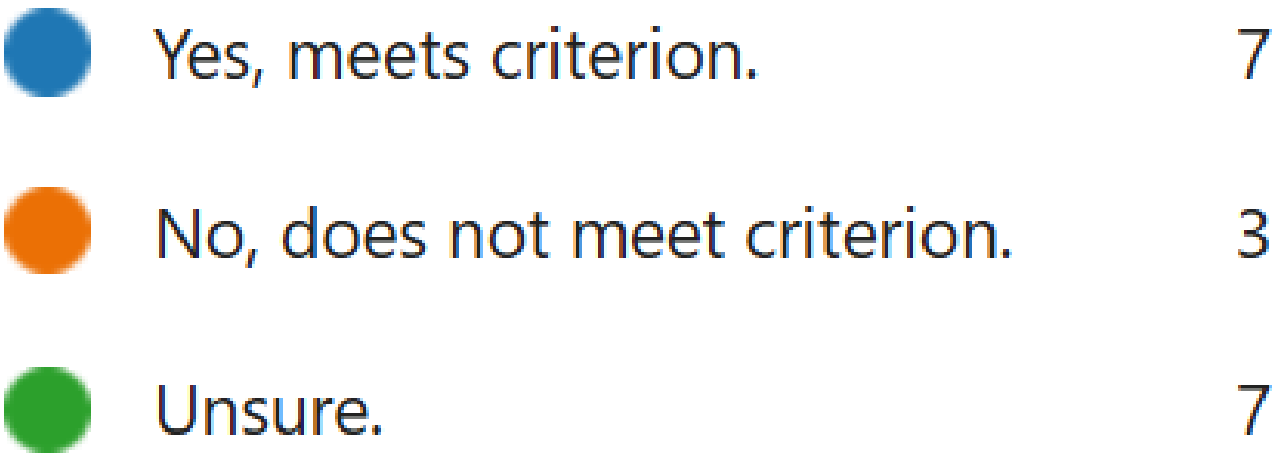 Yes, meets criterion. 7
No, does not meet criterion. 3
Unsure. 7